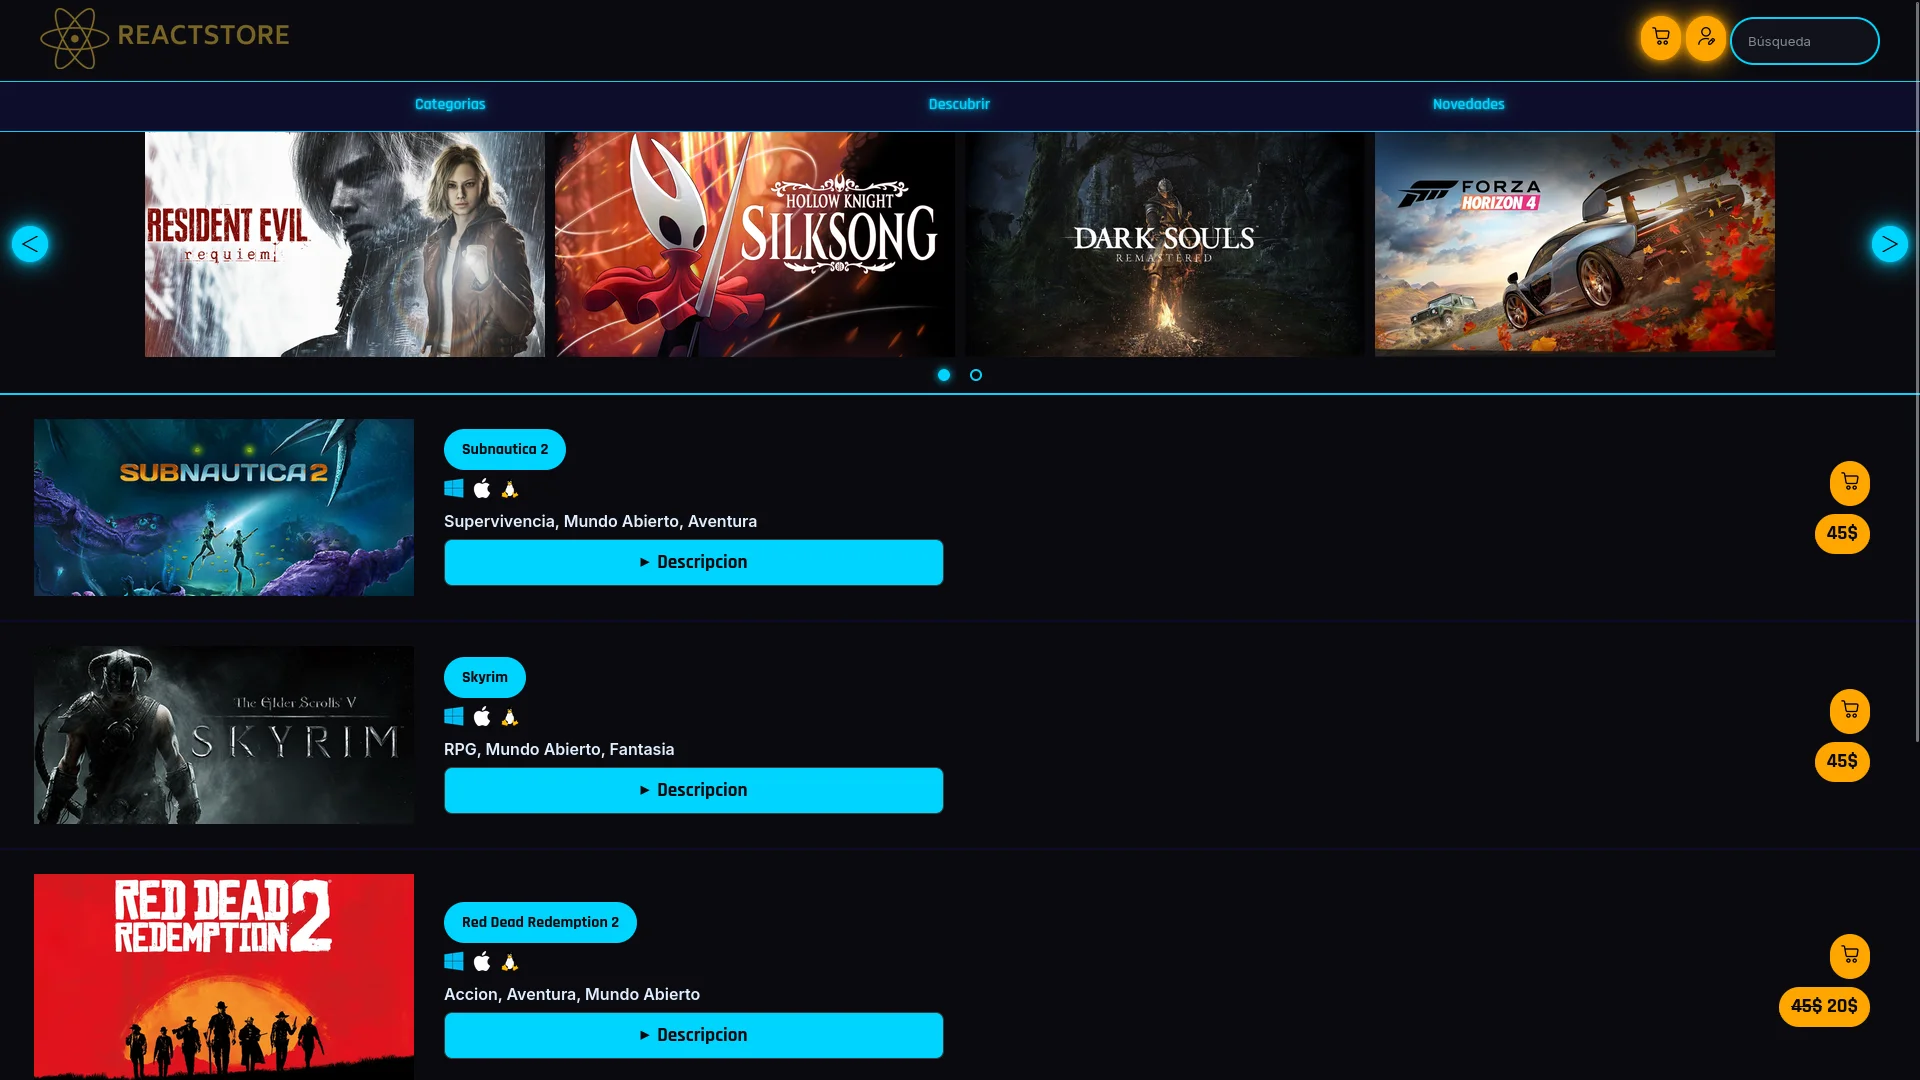 REACTSTORE
Búsqueda
Categorias
Descubrir
Novedades
RESIDENT EVIL
requiem
HOLLOW KNIGHT
SILKSONG
DARK SOULS
REMASTERED
FORZA
HORIZON 4
<
>
SUBNAUTICA 2
Subnautica 2
Supervivencia, Mundo Abierto, Aventura
► Descripcion
45$
The Elder Scrolls V
SKYRIM
Skyrim
RPG, Mundo Abierto, Fantasia
► Descripcion
45$
RED DEAD
REDEMPTION 2
Red Dead Redemption 2
Accion, Aventura, Mundo Abierto
► Descripcion
45$ 20$